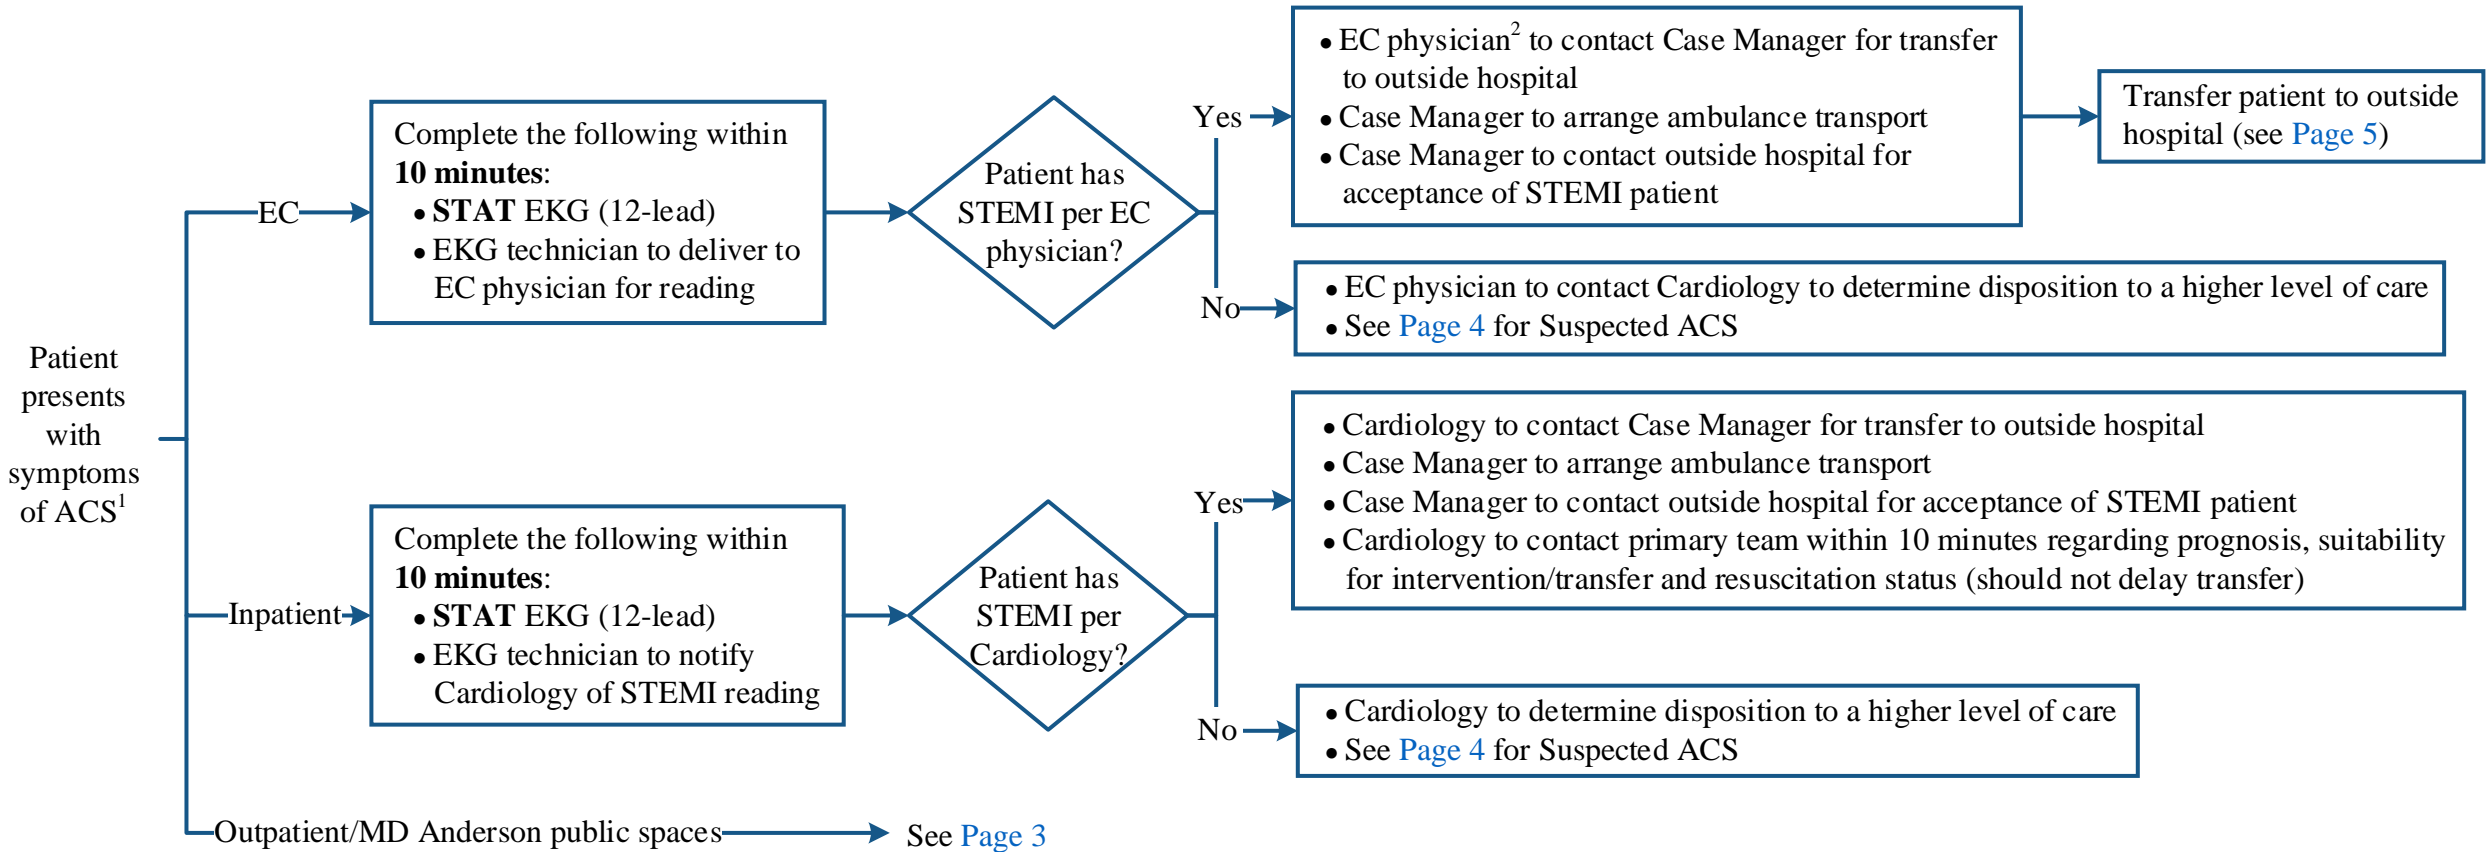 Patient
presents
with
symptoms
of ACS1
EC
Complete the following within
10 minutes:
• STAT EKG (12-lead)
• EKG technician to deliver to
EC physician for reading
Patient has
STEMI per EC
physician?
Yes
• EC physician2 to contact Case Manager for transfer
to outside hospital
• Case Manager to arrange ambulance transport
• Case Manager to contact outside hospital for
acceptance of STEMI patient
Transfer patient to outside
hospital (see Page 5)
No
• EC physician to contact Cardiology to determine disposition to a higher level of care
• See Page 4 for Suspected ACS
Inpatient
Complete the following within
10 minutes:
• STAT EKG (12-lead)
• EKG technician to notify
Cardiology of STEMI reading
Patient has
STEMI per
Cardiology?
Yes
• Cardiology to contact Case Manager for transfer to outside hospital
• Case Manager to arrange ambulance transport
• Case Manager to contact outside hospital for acceptance of STEMI patient
• Cardiology to contact primary team within 10 minutes regarding prognosis, suitability
for intervention/transfer and resuscitation status (should not delay transfer)
No
• Cardiology to determine disposition to a higher level of care
• See Page 4 for Suspected ACS
Outpatient/MD Anderson public spaces
See Page 3